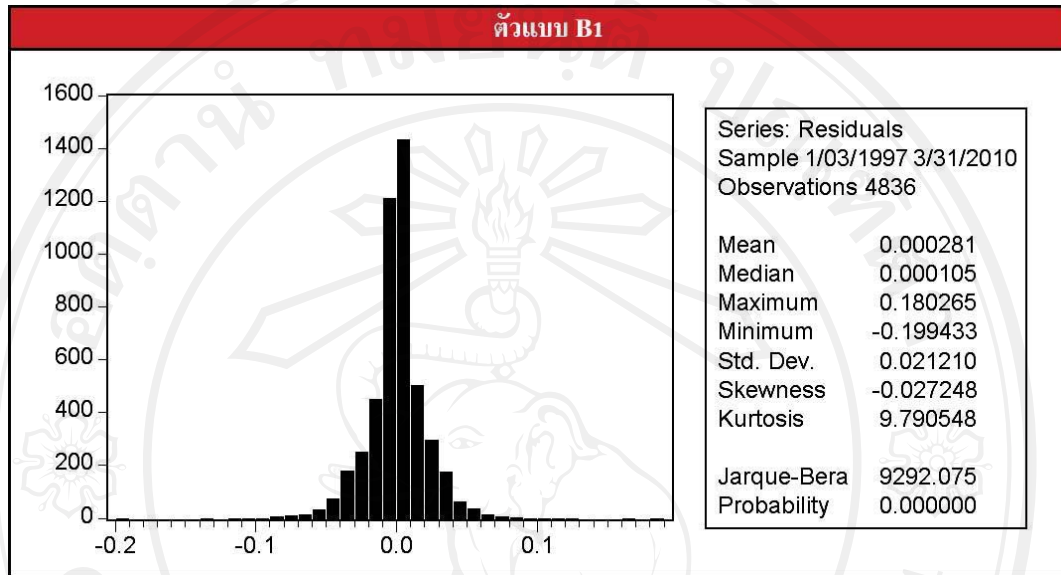 ตัวแบบ B1
1600
1400
1200
1000
800
600
400
200
0
-0.2 -0.1 0.0 0.1
Series: Residuals
Sample 1/03/1997 3/31/2010
Observations 4836
Mean 0.000281
Median 0.000105
Maximum 0.180265
Minimum -0.199433
Std. Dev. 0.021210
Skewness -0.027248
Kurtosis 9.790548
Jarque-Bera 9292.075
Probability 0.000000